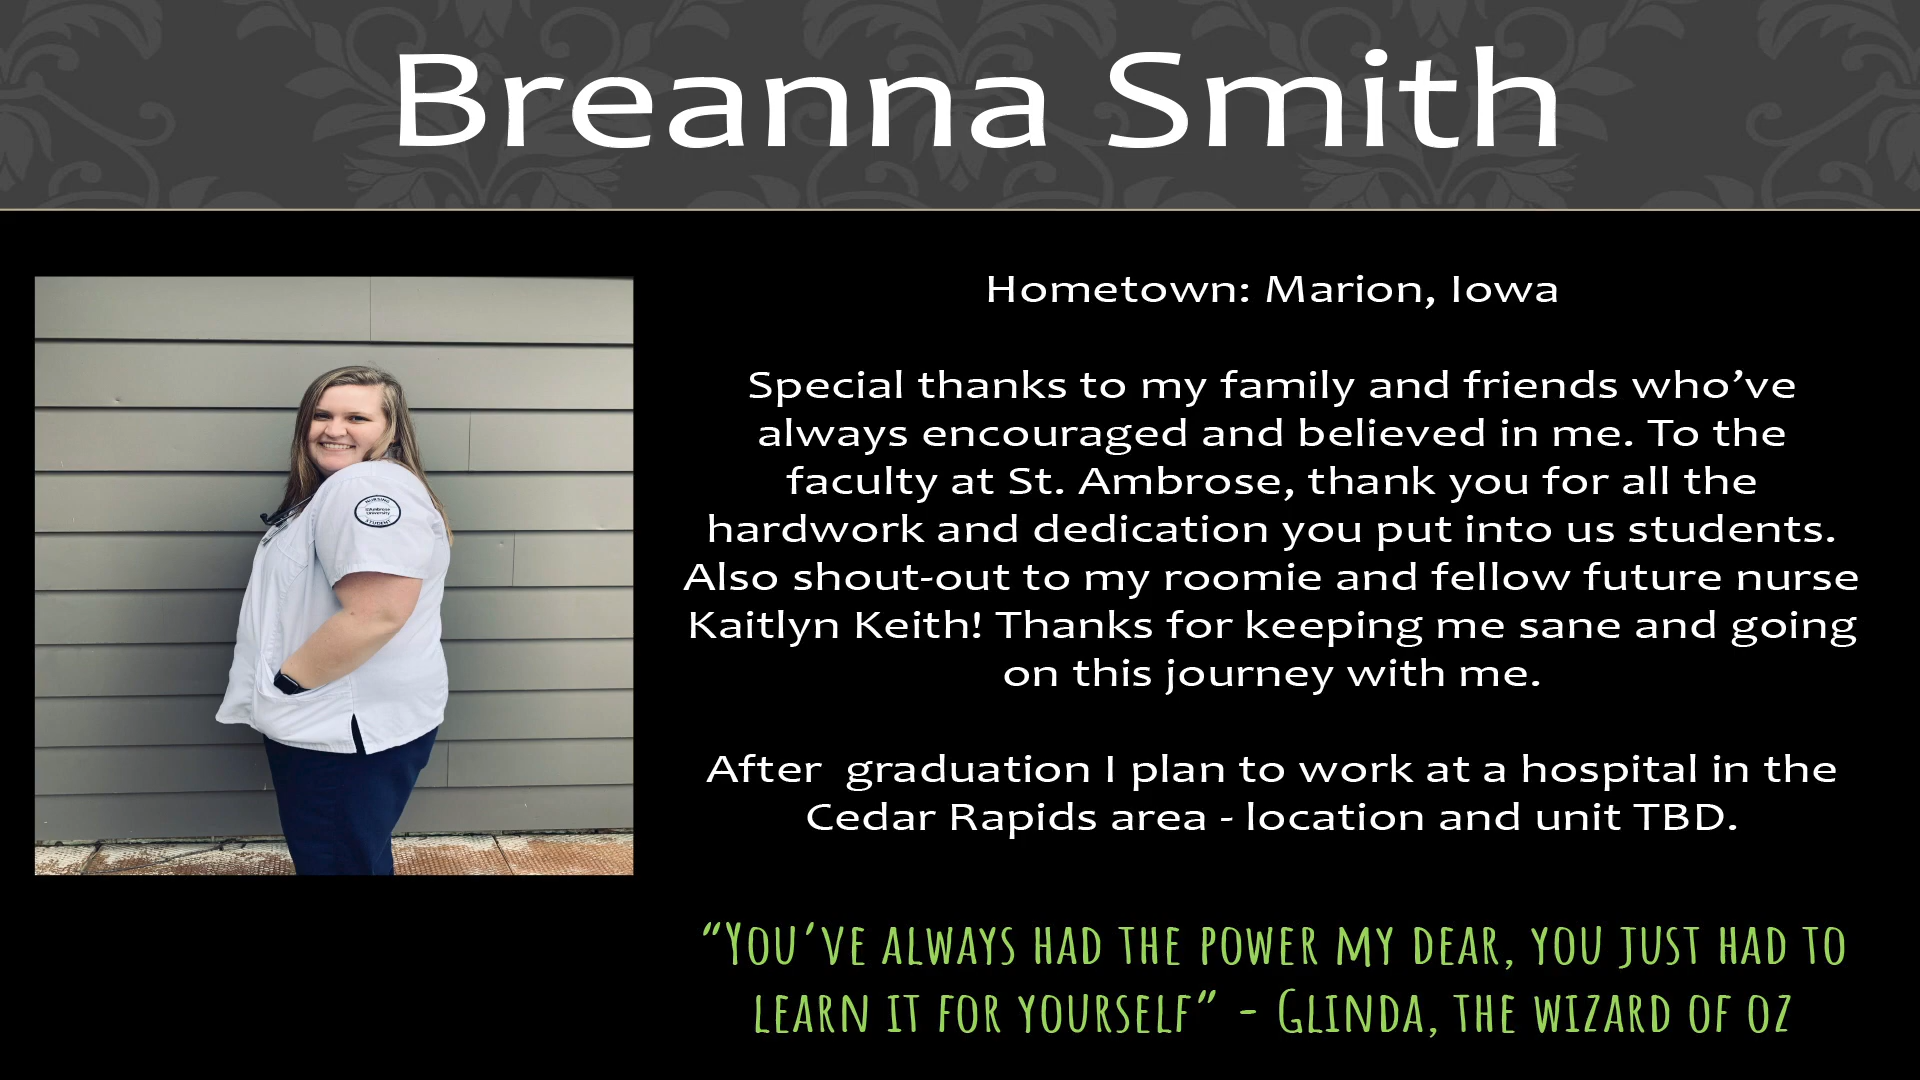 Breanna Smith
Hometown: Marion, Iowa
Special thanks to my family and friends who’ve
always encouraged and believed in me. To the
faculty at St. Ambrose, thank you for all the
hardwork and dedication you put into us students.
Also shout-out to my roomie and fellow future nurse
Kaitlyn Keith! Thanks for keeping me sane and going
on this journey with me.
After  graduation I plan to work at a hospital in the
Cedar Rapids area - location and unit TBD.
“You’ve always had the power my dear, you just had to
learn it for yourself” - Glinda, the wizard of oz
NURSING
St.Ambrose
University
STUDENT